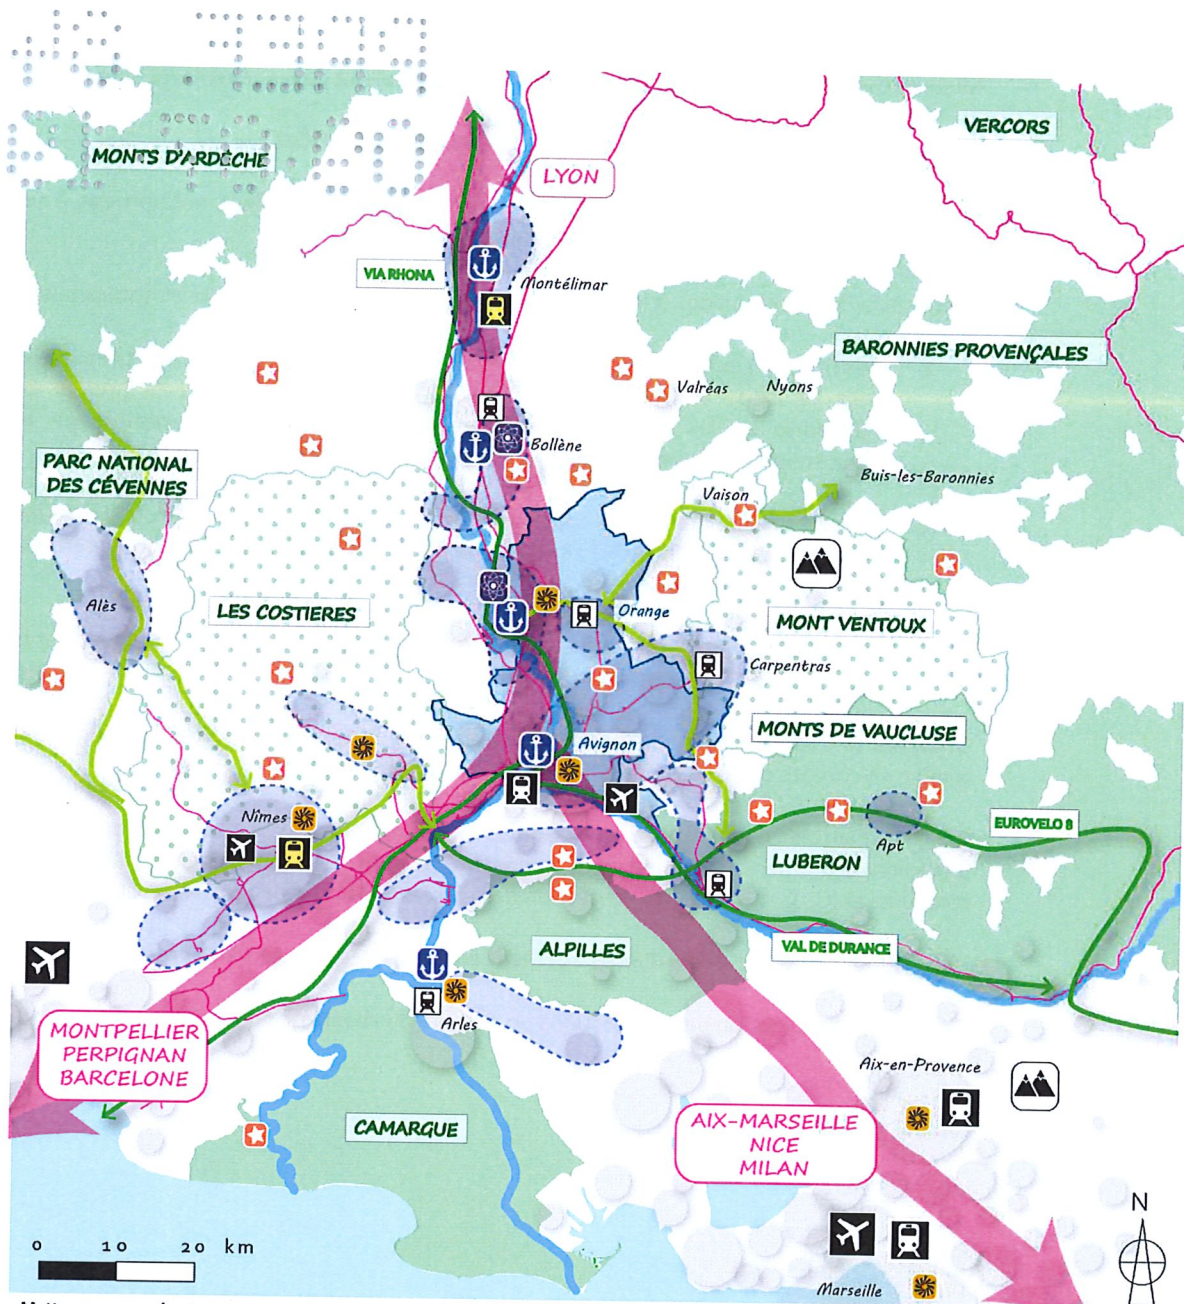 MONTS D'ARDÈCHE
VERCORS
LYON
VIA RHONA
Montélimar
BARONNIES PROVENÇALES
Valréas
Nyons
Bollène
PARC NATIONAL
DES CÉVENNES
Buis-les-Baronnies
Vaison
Alès
LES COSTIERES
Orange
MONT VENTOUX
Carpentras
MONTS DE VAUCLUSE
Avignon
Nîmes
EUROVELO 8
Apt
LUBERON
ALPILLES
VAL DE DURANCE
MONTPELLIER
PERPIGNAN
BARCELONE
Arles
Aix-en-Provence
CAMARGUE
AIX-MARSEILLE
NICE
MILAN
N
0 10 20 km
Marseille